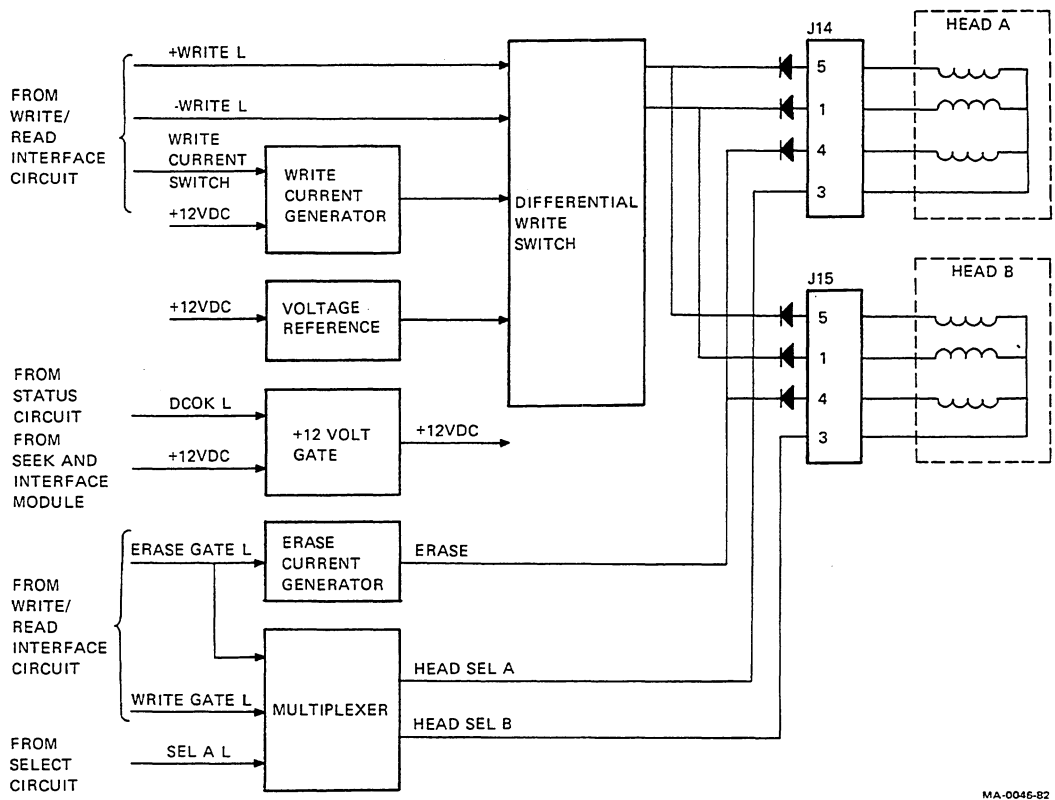 FROM
WRITE/
READ
INTERFACE
CIRCUIT
+WRITE L
-WRITE L
WRITE
CURRENT
SWITCH
+12VDC
WRITE
CURRENT
GENERATOR
+12VDC
VOLTAGE
REFERENCE
DIFFERENTIAL
WRITE
SWITCH
FROM
STATUS
CIRCUIT
FROM
SEEK AND
INTERFACE
MODULE
DCOK L
+12VDC
+12 VOLT
GATE
+12VDC
FROM
WRITE/
READ
INTERFACE
CIRCUIT
ERASE GATE L
WRITE GATE L
ERASE
CURRENT
GENERATOR
ERASE
FROM
SELECT
CIRCUIT
SEL A L
MULTIPLEXER
HEAD SEL A
HEAD SEL B
J14
5
1
4
3
HEAD A
J15
5
1
4
3
HEAD B
MA-0046-82